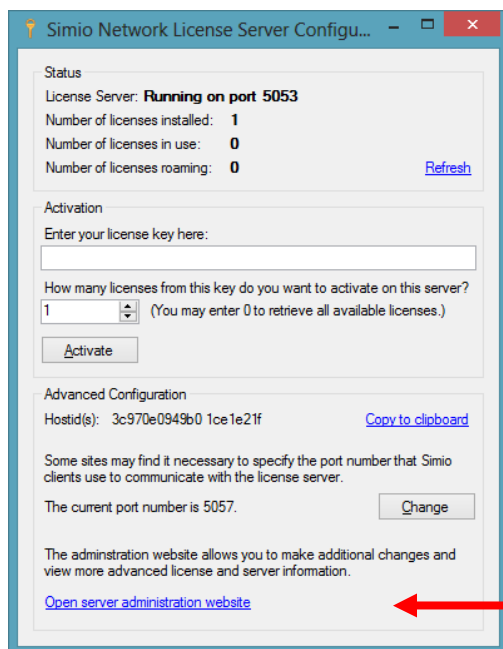 Simio Network License Server Configu...
Status
License Server: Running on port 5053
Number of licenses installed: 1
Number of licenses in use: 0
Number of licenses roaming: 0
Refresh
Activation
Enter your license key here:
How many licenses from this key do you want to activate on this server?
1 (You may enter 0 to retrieve all available licenses.)
Activate
Advanced Configuration
Hostid(s): 3c970e0949b0 1ce1e21f Copy to clipboard
Some sites may find it necessary to specify the port number that Simio
clients use to communicate with the license server.
The current port number is 5057. Change
The adminstration website allows you to make additional changes and
view more advanced license and server information.
Open server administration website